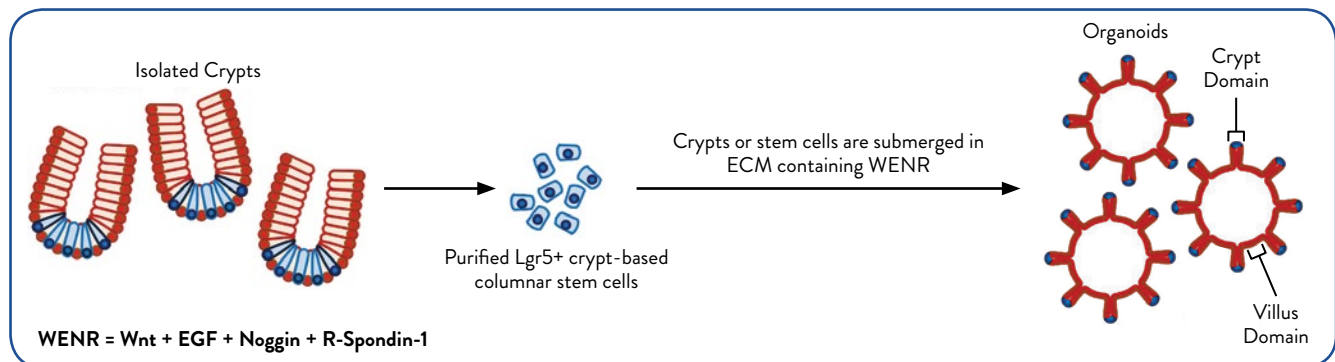 Isolated Crypts
Purified Lgr5+ crypt-based
columnar stem cells
Crypts or stem cells are submerged in
ECM containing WENR
Organoids
Crypt
Domain
Villus
Domain
WENR = Wnt + EGF + Noggin + R-Spondin-1